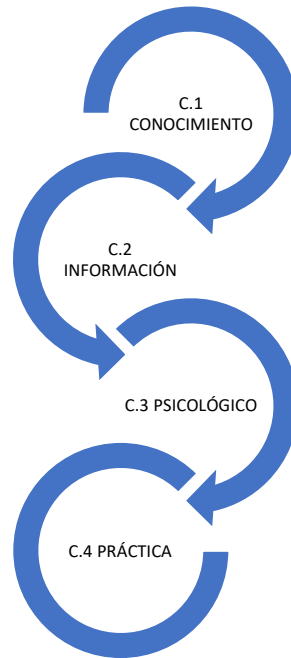 C.1
CONOCIMIENTO
C.2
INFORMACIÓN
C.3 PSICOLÓGICO
C.4 PRÁCTICA